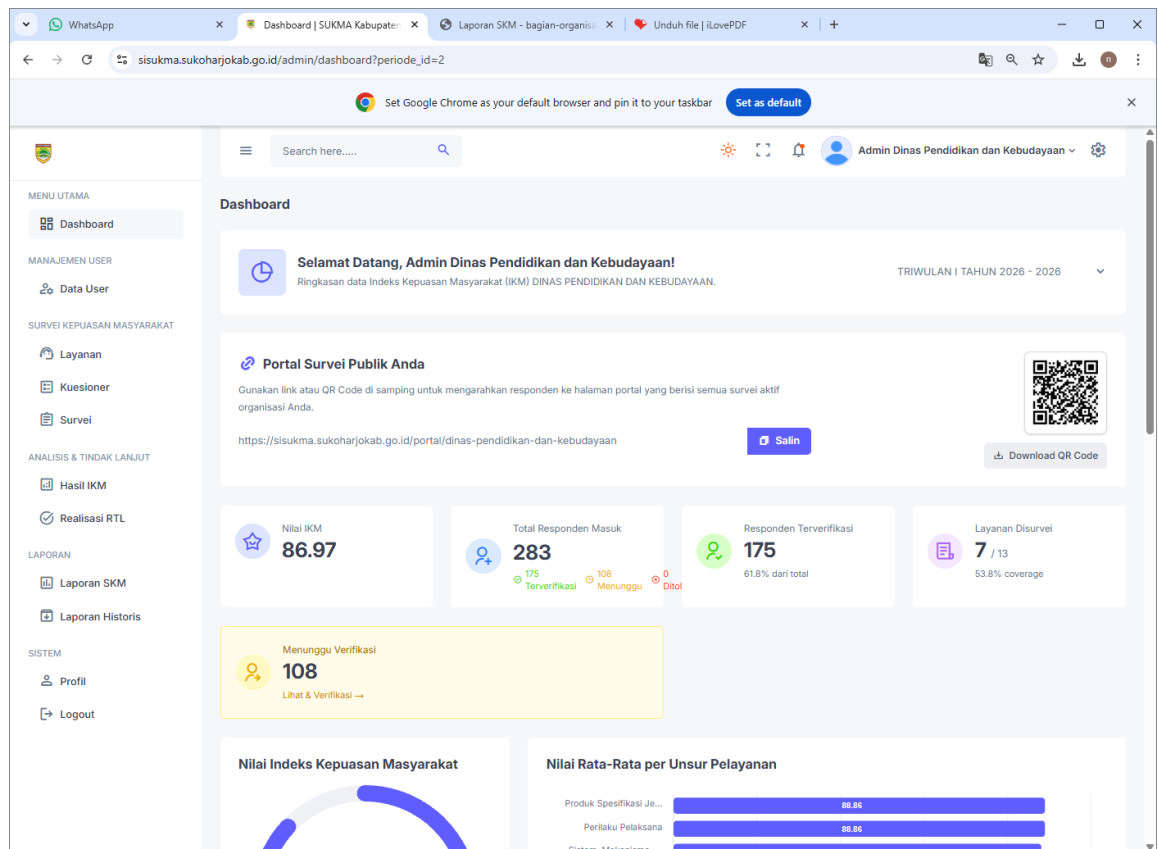 WhatsApp
Dashboard | SUKMA Kabupaten
Laporan SKM - bagian-organisa
Unduh file | iLovePDF
sisukma.sukoharjokab.go.id/admin/dashboard?periode_id=2
n
Set Google Chrome as your default browser and pin it to your taskbar
Set as default
Search here.....
Admin Dinas Pendidikan dan Kebudayaan
MENU UTAMA
Dashboard
MANAJEMEN USER
Data User
SURVEI KEPUASAN MASYARAKAT
Layanan
Kuesioner
Survei
ANALISIS & TINDAK LANJUT
Hasil IKM
Realisasi RTL
LAPORAN
Laporan SKM
Laporan Historis
SISTEM
Profil
Logout
Dashboard
Selamat Datang, Admin Dinas Pendidikan dan Kebudayaan!
Ringkasan data Indeks Kepuasan Masyarakat (IKM) DINAS PENDIDIKAN DAN KEBUDAYAAN.
TRIWULAN I TAHUN 2026 - 2026
Portal Survei Publik Anda
Gunakan link atau QR Code di samping untuk mengarahkan responden ke halaman portal yang berisi semua survei aktif
organisasi Anda.
https://sisukma.sukoharjokab.go.id/portal/dinas-pendidikan-dan-kebudayaan
Salin
Download QR Code
Nilai IKM
86.97
Total Responden Masuk
283
175
Terverifikasi
108
Menunggu
0
Ditol
Responden Terverifikasi
175
61.8% dari total
Layanan Disurvei
7 / 13
53.8% coverage
Menunggu Verifikasi
108
Lihat & Verifikasi →
Nilai Indeks Kepuasan Masyarakat
Nilai Rata-Rata per Unsur Pelayanan
Produk Spesifikasi Je...
88.86
Perilaku Pelaksana
88.86